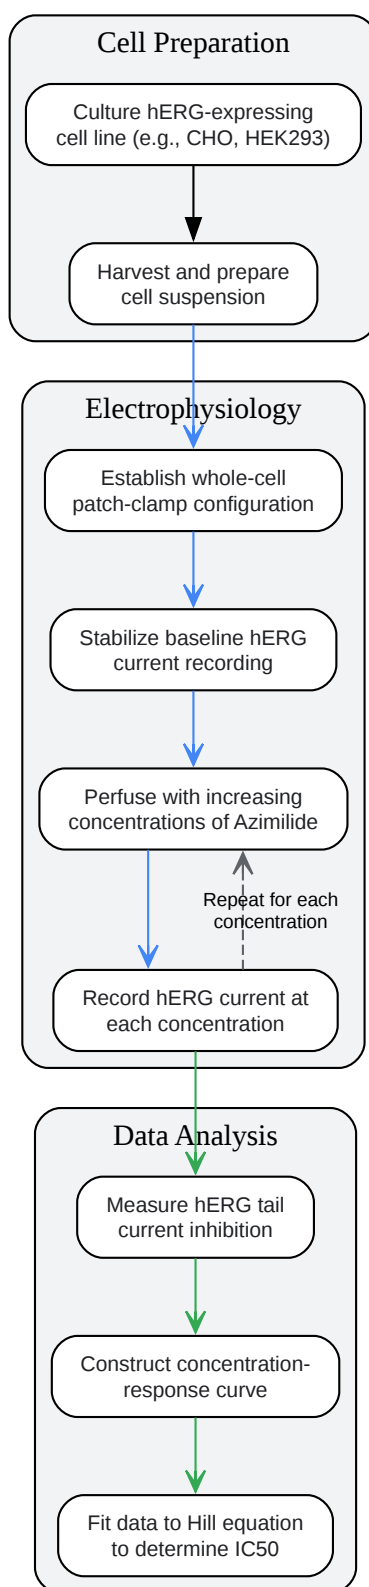 Cell Preparation
Culture hERG-expressing
cell line (e.g., CHO, HEK293)
Harvest and prepare
cell suspension
Electrophysiology
Establish whole-cell
patch-clamp configuration
Stabilize baseline hERG
current recording
Perfuse with increasing
concentrations of Azimilide
Repeat for each
concentration
Record hERG current at
each concentration
Data Analysis
Measure hERG tail
current inhibition
Construct concentration-
response curve
Fit data to Hill equation
to determine IC50